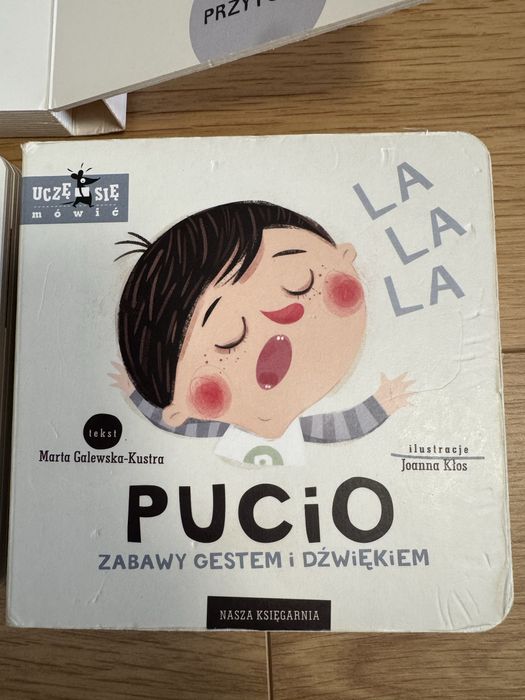 UCZĘ SIĘ
mówić
LA
LA
LA
tekst
Marta Galewska-Kustra
ilustracje
Joanna Kłos
PUCiO
ZABAWY GESTEM i DŹWiĘKiEM
NASZA KSIĘGARNIA